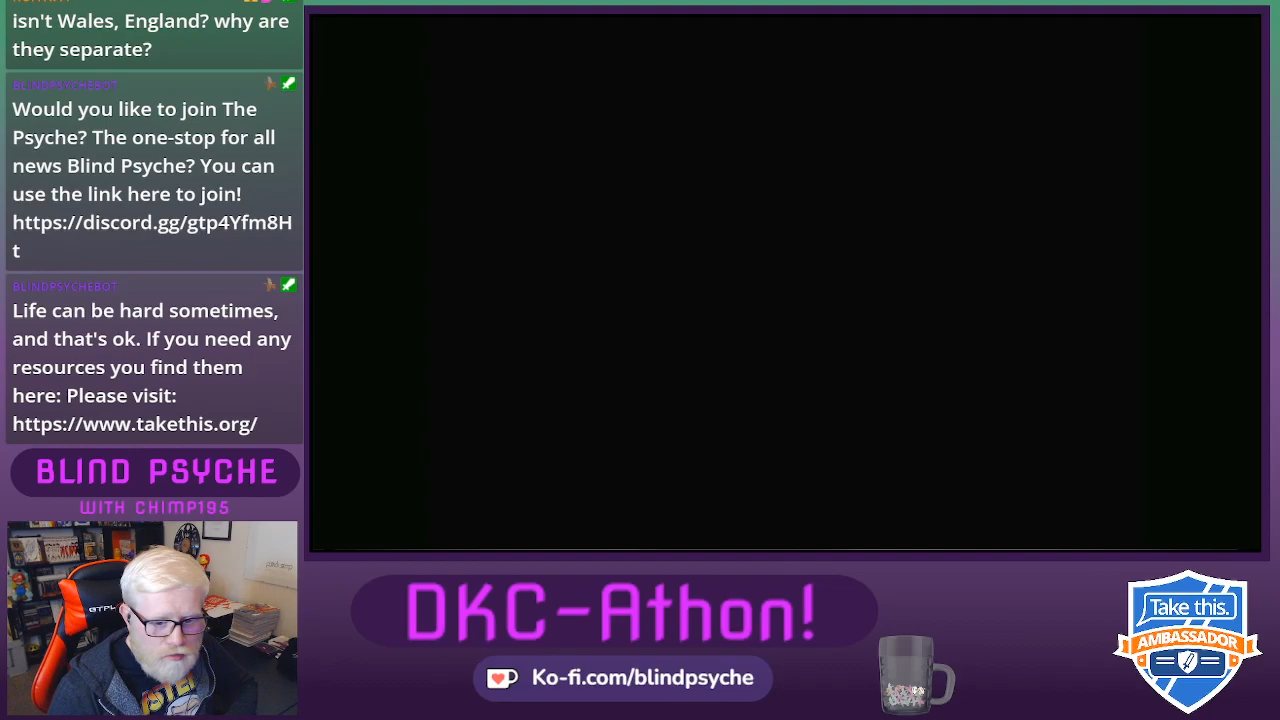 isn't Wales, England? why are
they separate?
BLINDPSYCHEBOT
Would you like to join The
Psyche? The one-stop for all
news Blind Psyche? You can
use the link here to join!
https://discord.gg/gtp4Yfm8H
t
BLINDPSYCHEBOT
Life can be hard sometimes,
and that's ok. If you need any
resources you find them
here: Please visit:
https://www.takethis.org/
BLIND PSYCHE
WITH CHIMP195
GTPL
DKC-Athon!
Ko-fi.com/blindpsyche
Take this.
AMBASSADOR